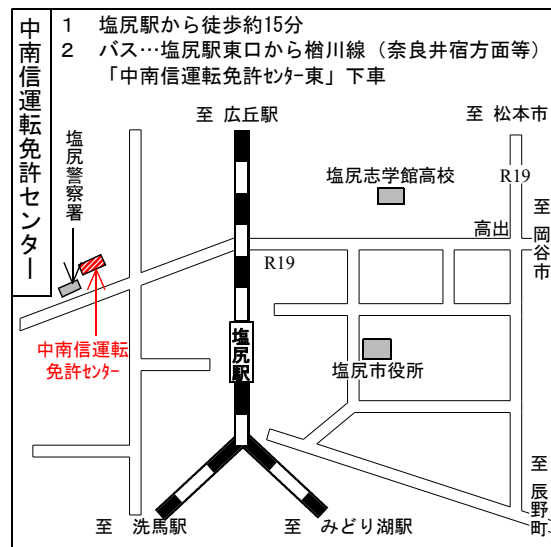 中南信運転免許センター
1 塩尻駅から徒歩約15分
2 バス…塩尻駅東口から楢川線（奈良井宿方面等）
「中南信運転免許ｾﾝﾀｰ東」下車
至 広丘駅
至 松本市
塩尻警察署
塩尻志学館高校
R19
至 岡谷市
高出
R19
中南信運転
免許ｾﾝﾀｰ
塩尻駅
塩尻市役所
至 洗馬駅
至 みどり湖駅
至 辰野町